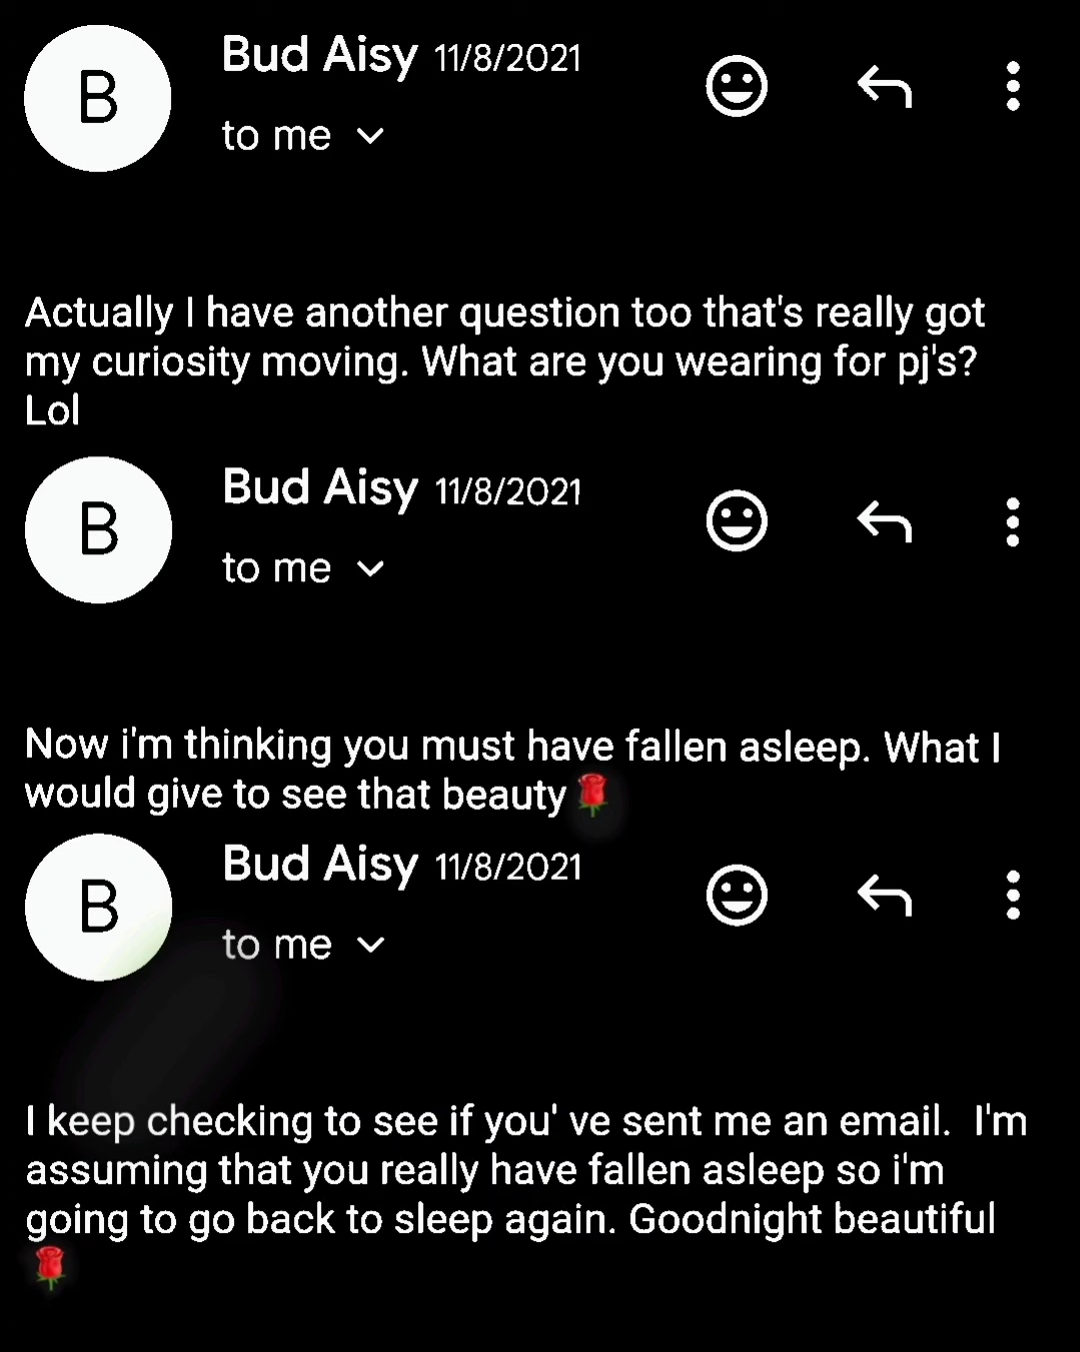 B
Bud Aisy 11/8/2021
to me
Actually I have another question too that's really got
my curiosity moving. What are you wearing for pj's?
Lol
B
Bud Aisy 11/8/2021
to me
Now i'm thinking you must have fallen asleep. What I
would give to see that beauty🌹
B
Bud Aisy 11/8/2021
to me
I keep checking to see if you' ve sent me an email.  I'm
assuming that you really have fallen asleep so i'm
going to go back to sleep again. Goodnight beautiful
🌹